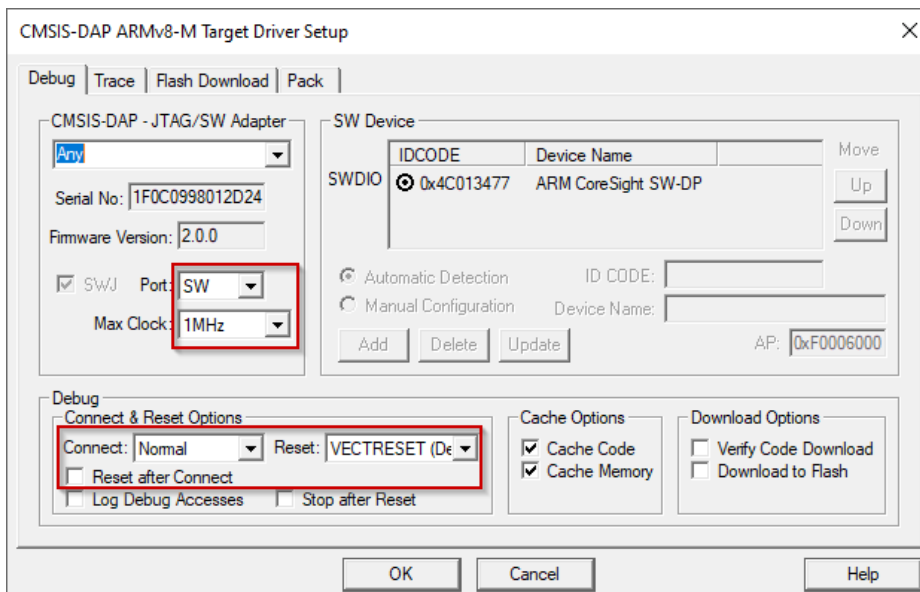 CMSIS-DAP ARMv8-M Target Driver Setup
Debug Trace Flash Download Pack
CMSIS-DAP - JTAG/SW Adapter
Any
Serial No: 1F0C0998012D24
Firmware Version: 2.0.0
SWJ Port: SW
Max Clock: 1MHz
SW Device
IDCODE Device Name
SWDIO 0x4C013477 ARM CoreSight SW-DP
Move
Up
Down
Automatic Detection ID CODE:
Manual Configuration Device Name:
Add Delete Update AP: 0xF0006000
Debug
Connect & Reset Options
Connect: Normal Reset: VECTRESET (De
Reset after Connect
Log Debug Accesses Stop after Reset
Cache Options
Cache Code
Cache Memory
Download Options
Verify Code Download
Download to Flash
OK Cancel Help